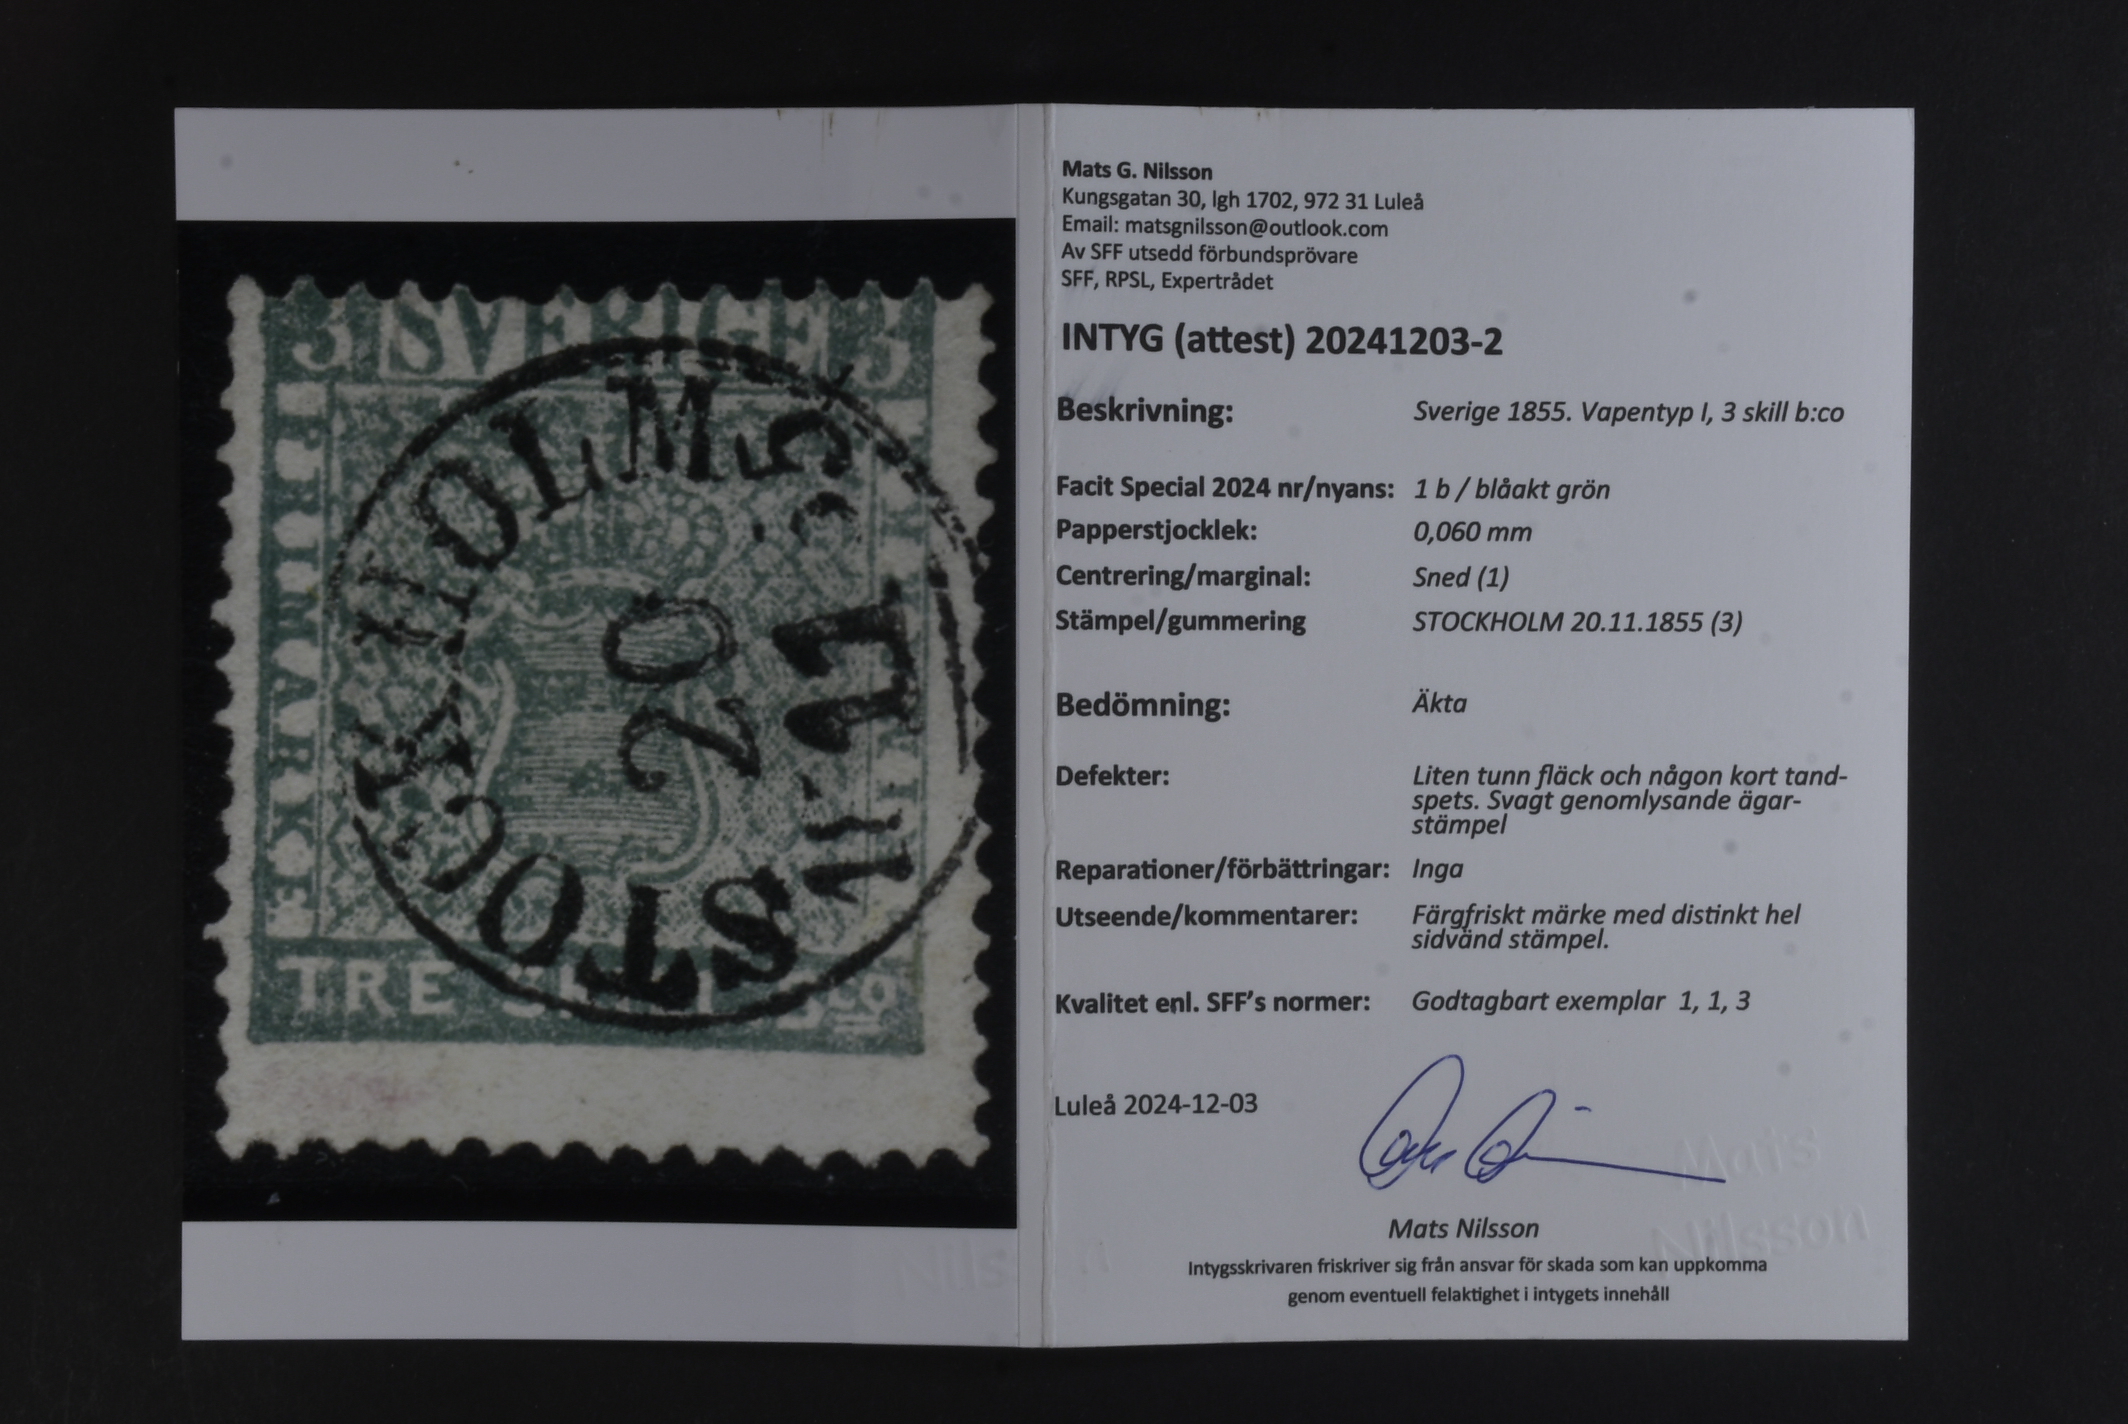 3 SVERIGE 3
FRIMÄRKE
STOCKHOLM
20
11
TRE
Bco
Mats G. Nilsson
Kungsgatan 30, lgh 1702, 972 31 Luleå
Email: matsgnilsson@outlook.com
Av SFF utsedd förbundsprövare
SFF, RPSL, Expertrådet
INTYG (attest) 20241203-2
Beskrivning: Sverige 1855. Vapentyp I, 3 skill b:co
Facit Special 2024 nr/nyans: 1 b / blåakt grön
Papperstjocklek: 0,060 mm
Centrering/marginal: Sned (1)
Stämpel/gummering STOCKHOLM 20.11.1855 (3)
Bedömning: Äkta
Defekter: Liten tunn fläck och någon kort tand-
spets. Svagt genomlysande ägar-
stämpel
Reparationer/förbättringar: Inga
Utseende/kommentarer: Färgfriskt märke med distinkt hel
sidvänd stämpel.
Kvalitet enl. SFF's normer: Godtagbart exemplar 1, 1, 3
Luleå 2024-12-03
Mats
Nilsson
Mats Nilsson
Intygsskrivaren friskriver sig från ansvar för skada som kan uppkomma
genom eventuell felaktighet i intygets innehåll